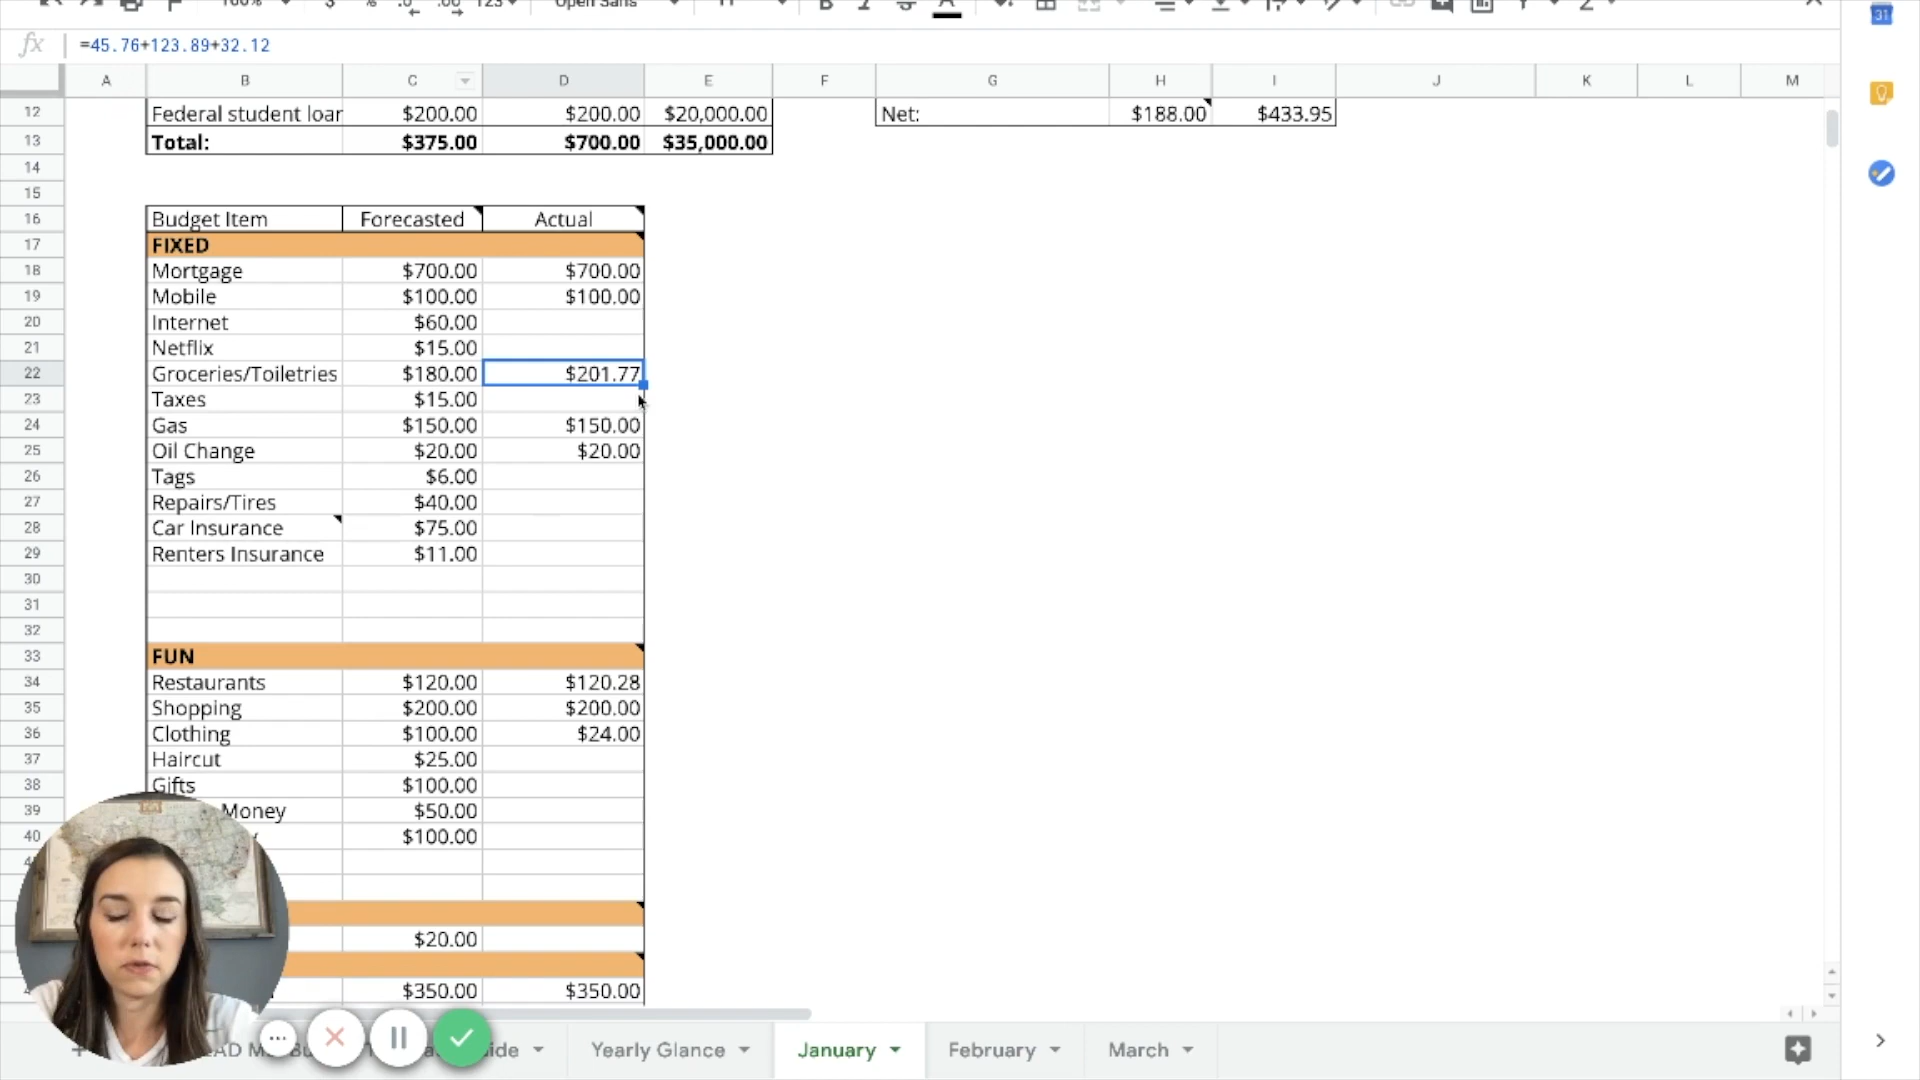 =45.76+123.89+32.12
A B C D E F G H I J K L M
12 Federal student loar $200.00 $200.00 $20,000.00 Net: $188.00 $433.95
13 Total: $375.00 $700.00 $35,000.00
14
15
16 Budget Item Forecasted Actual
17 FIXED
18 Mortgage $700.00 $700.00
19 Mobile $100.00 $100.00
20 Internet $60.00
21 Netflix $15.00
22 Groceries/Toiletries $180.00 $201.77
23 Taxes $15.00
24 Gas $150.00 $150.00
25 Oil Change $20.00 $20.00
26 Tags $6.00
27 Repairs/Tires $40.00
28 Car Insurance $75.00
29 Renters Insurance $11.00
30
31
32
33 FUN
34 Restaurants $120.00 $120.28
35 Shopping $200.00 $200.00
36 Clothing $100.00 $24.00
37 Haircut $25.00
38 Gifts $100.00
39 Money $50.00
40 $100.00
$20.00
$350.00 $350.00
Yearly Glance January February March
31